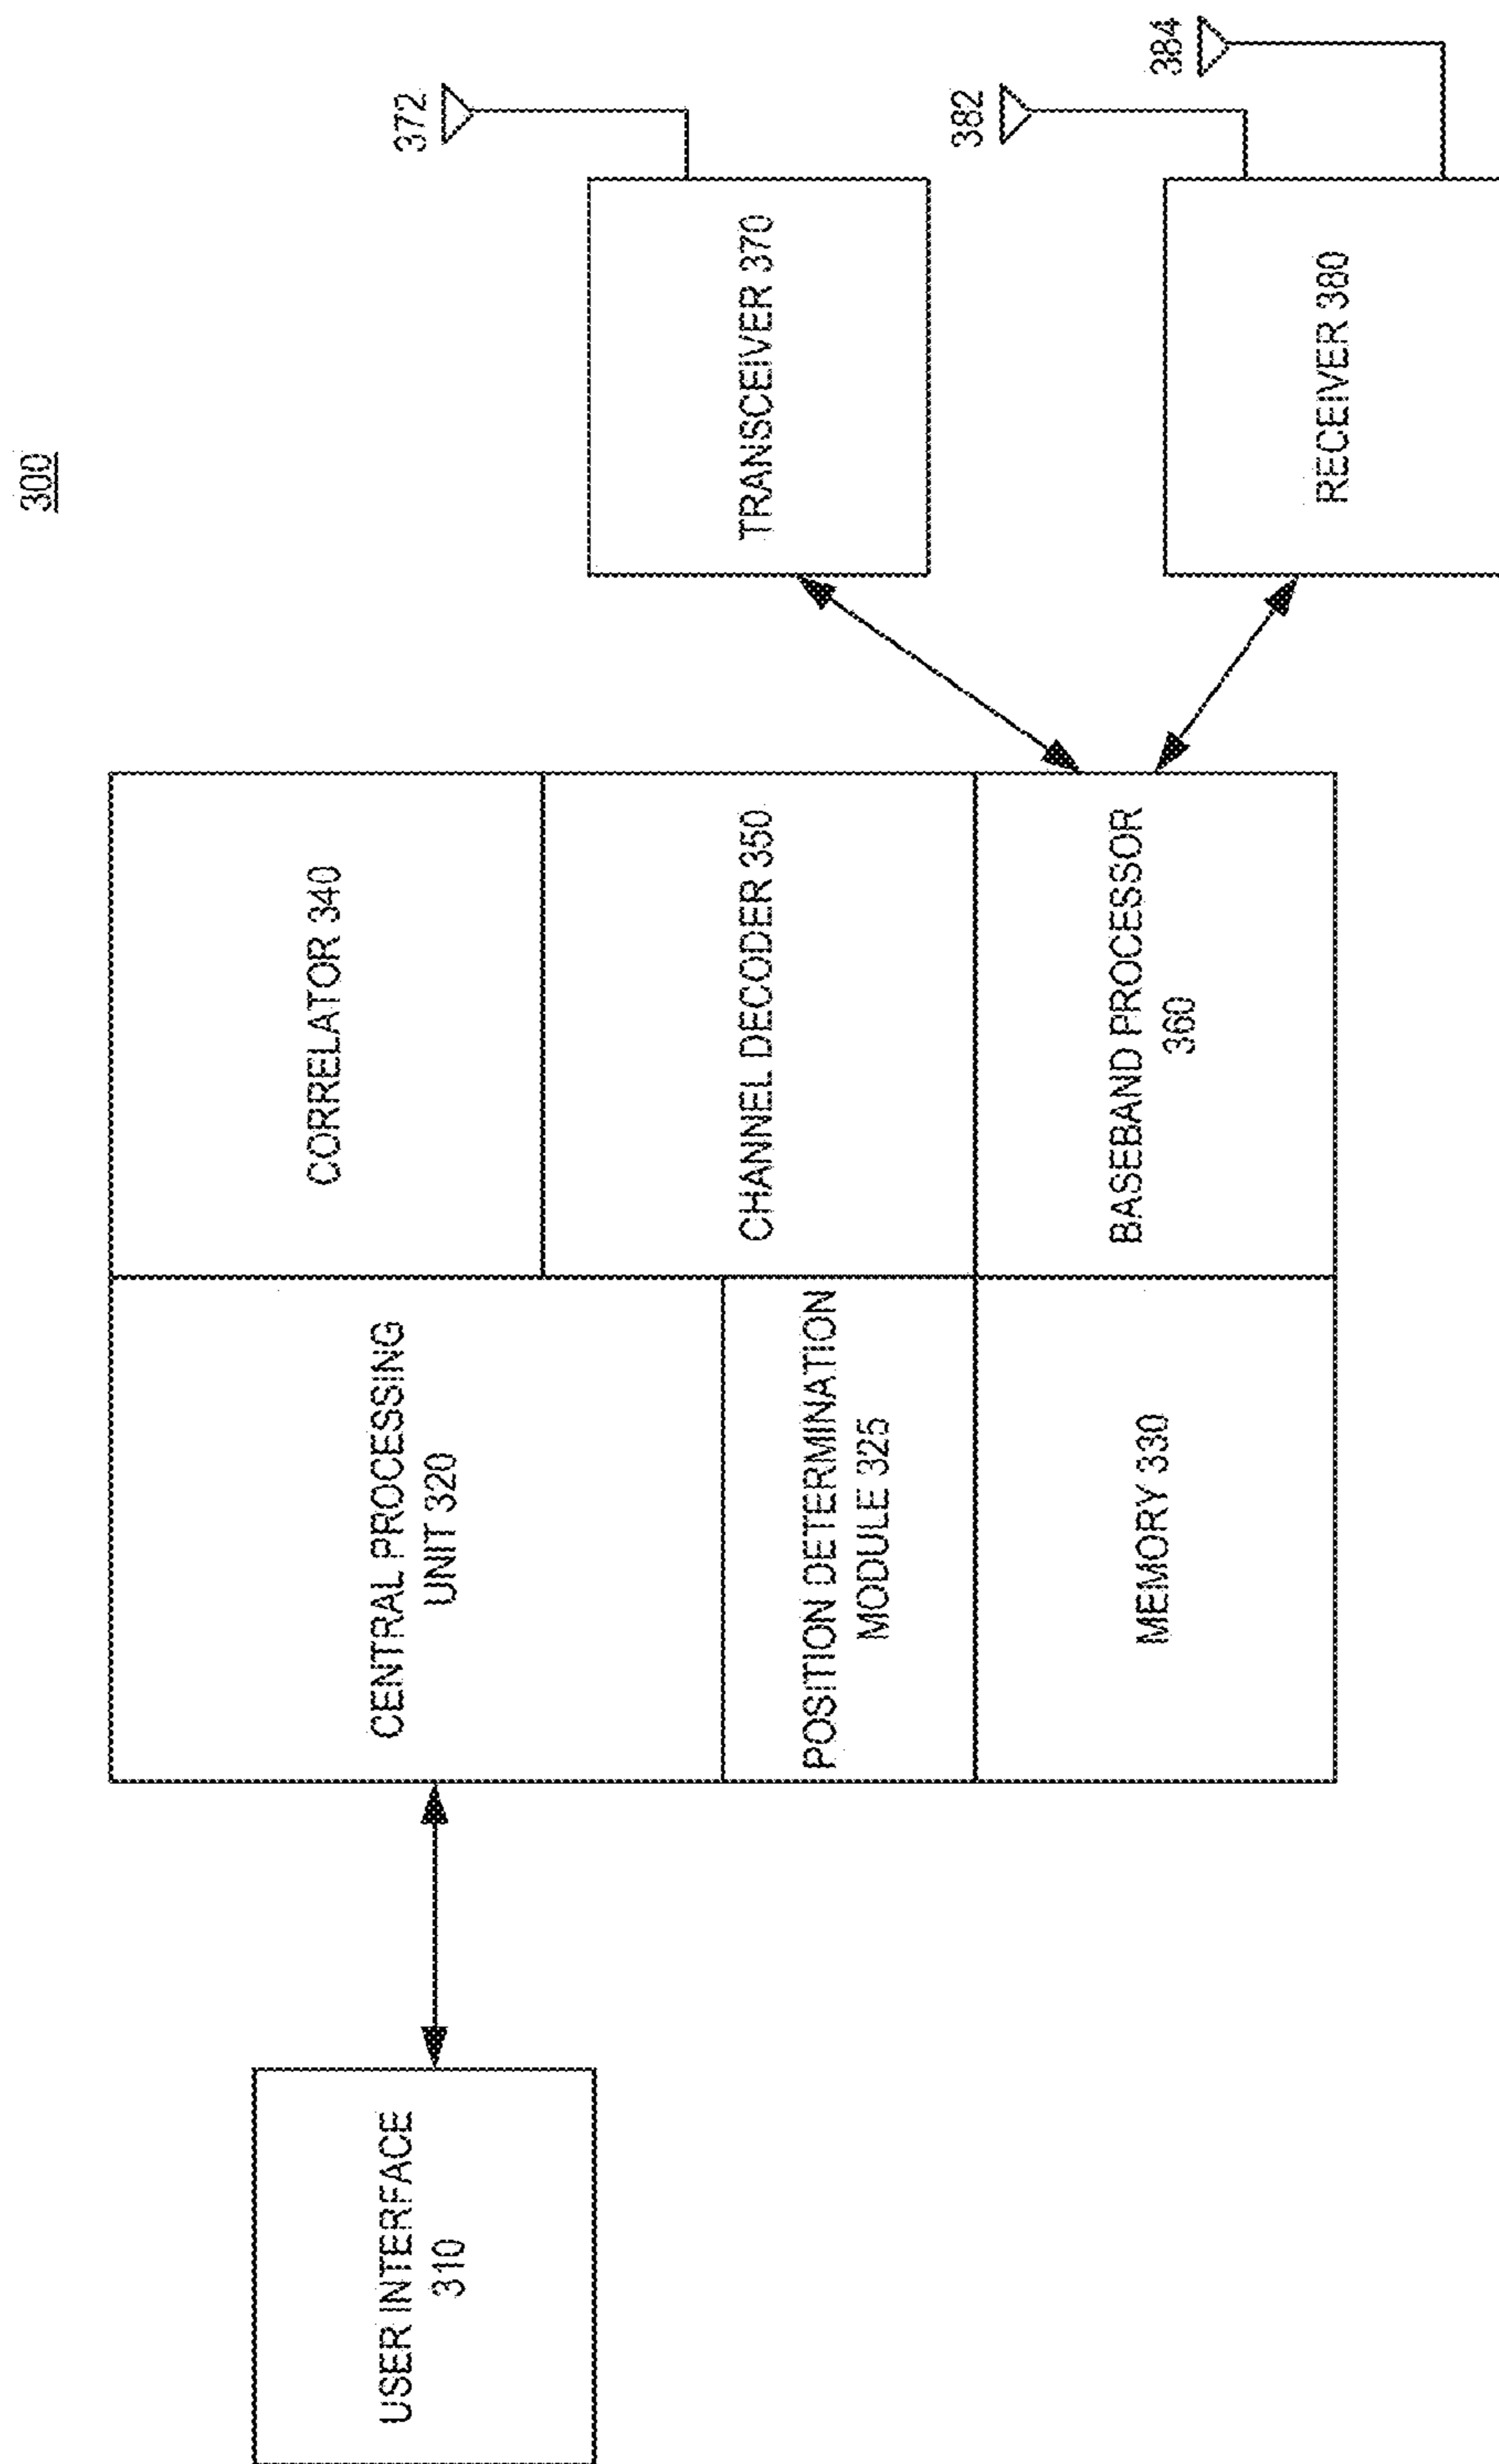 300
USER INTERFACE
310
CENTRAL PROCESSING
UNIT 320
POSITION DETERMINATION
MODULE 325
MEMORY 330
CORRELATOR 340
CHANNEL DECODER 350
BASEBAND PROCESSOR
360
TRANSCEIVER 370
372
RECEIVER 380
382
384